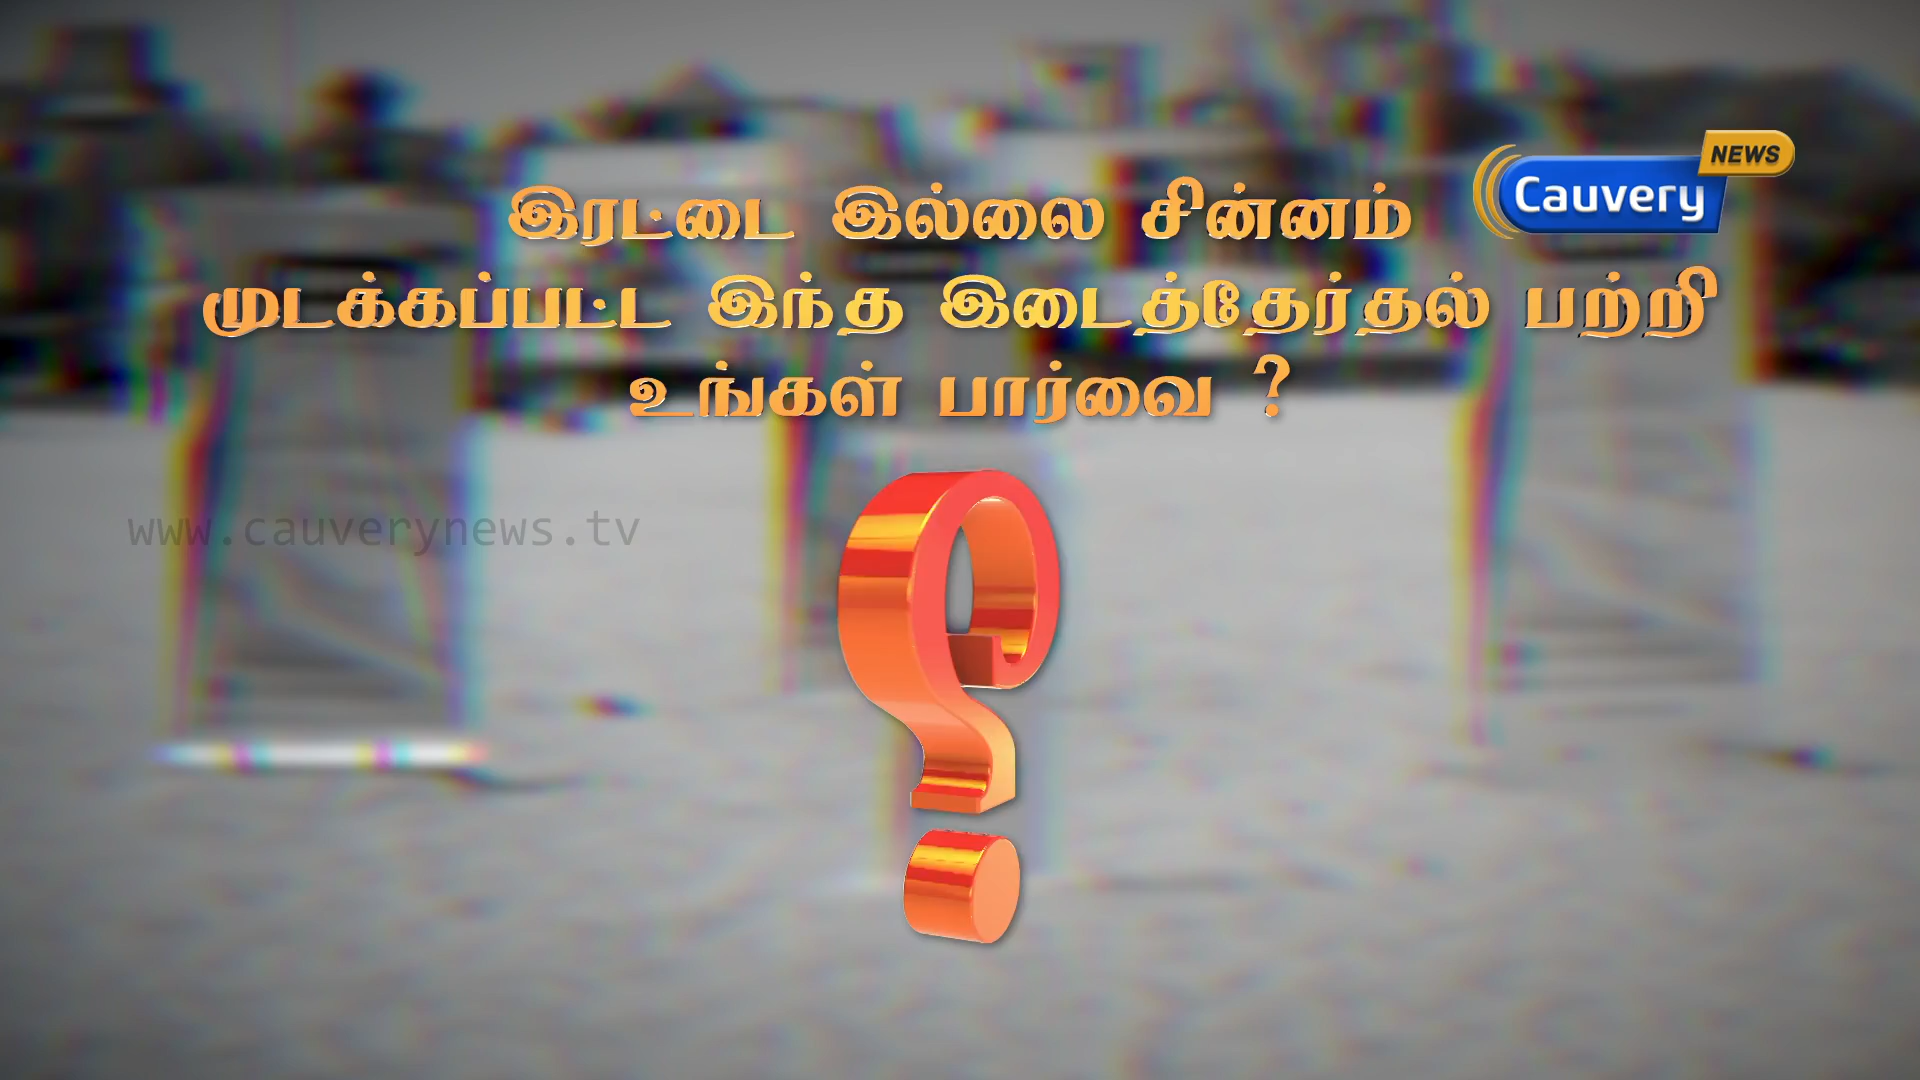 NEWS
Cauvery
இரட்டை இல்லை சின்னம்
முடக்கப்பட்ட இந்த இடைத்தேர்தல் பற்றி
உங்கள் பார்வை ?
www.cauverynews.tv